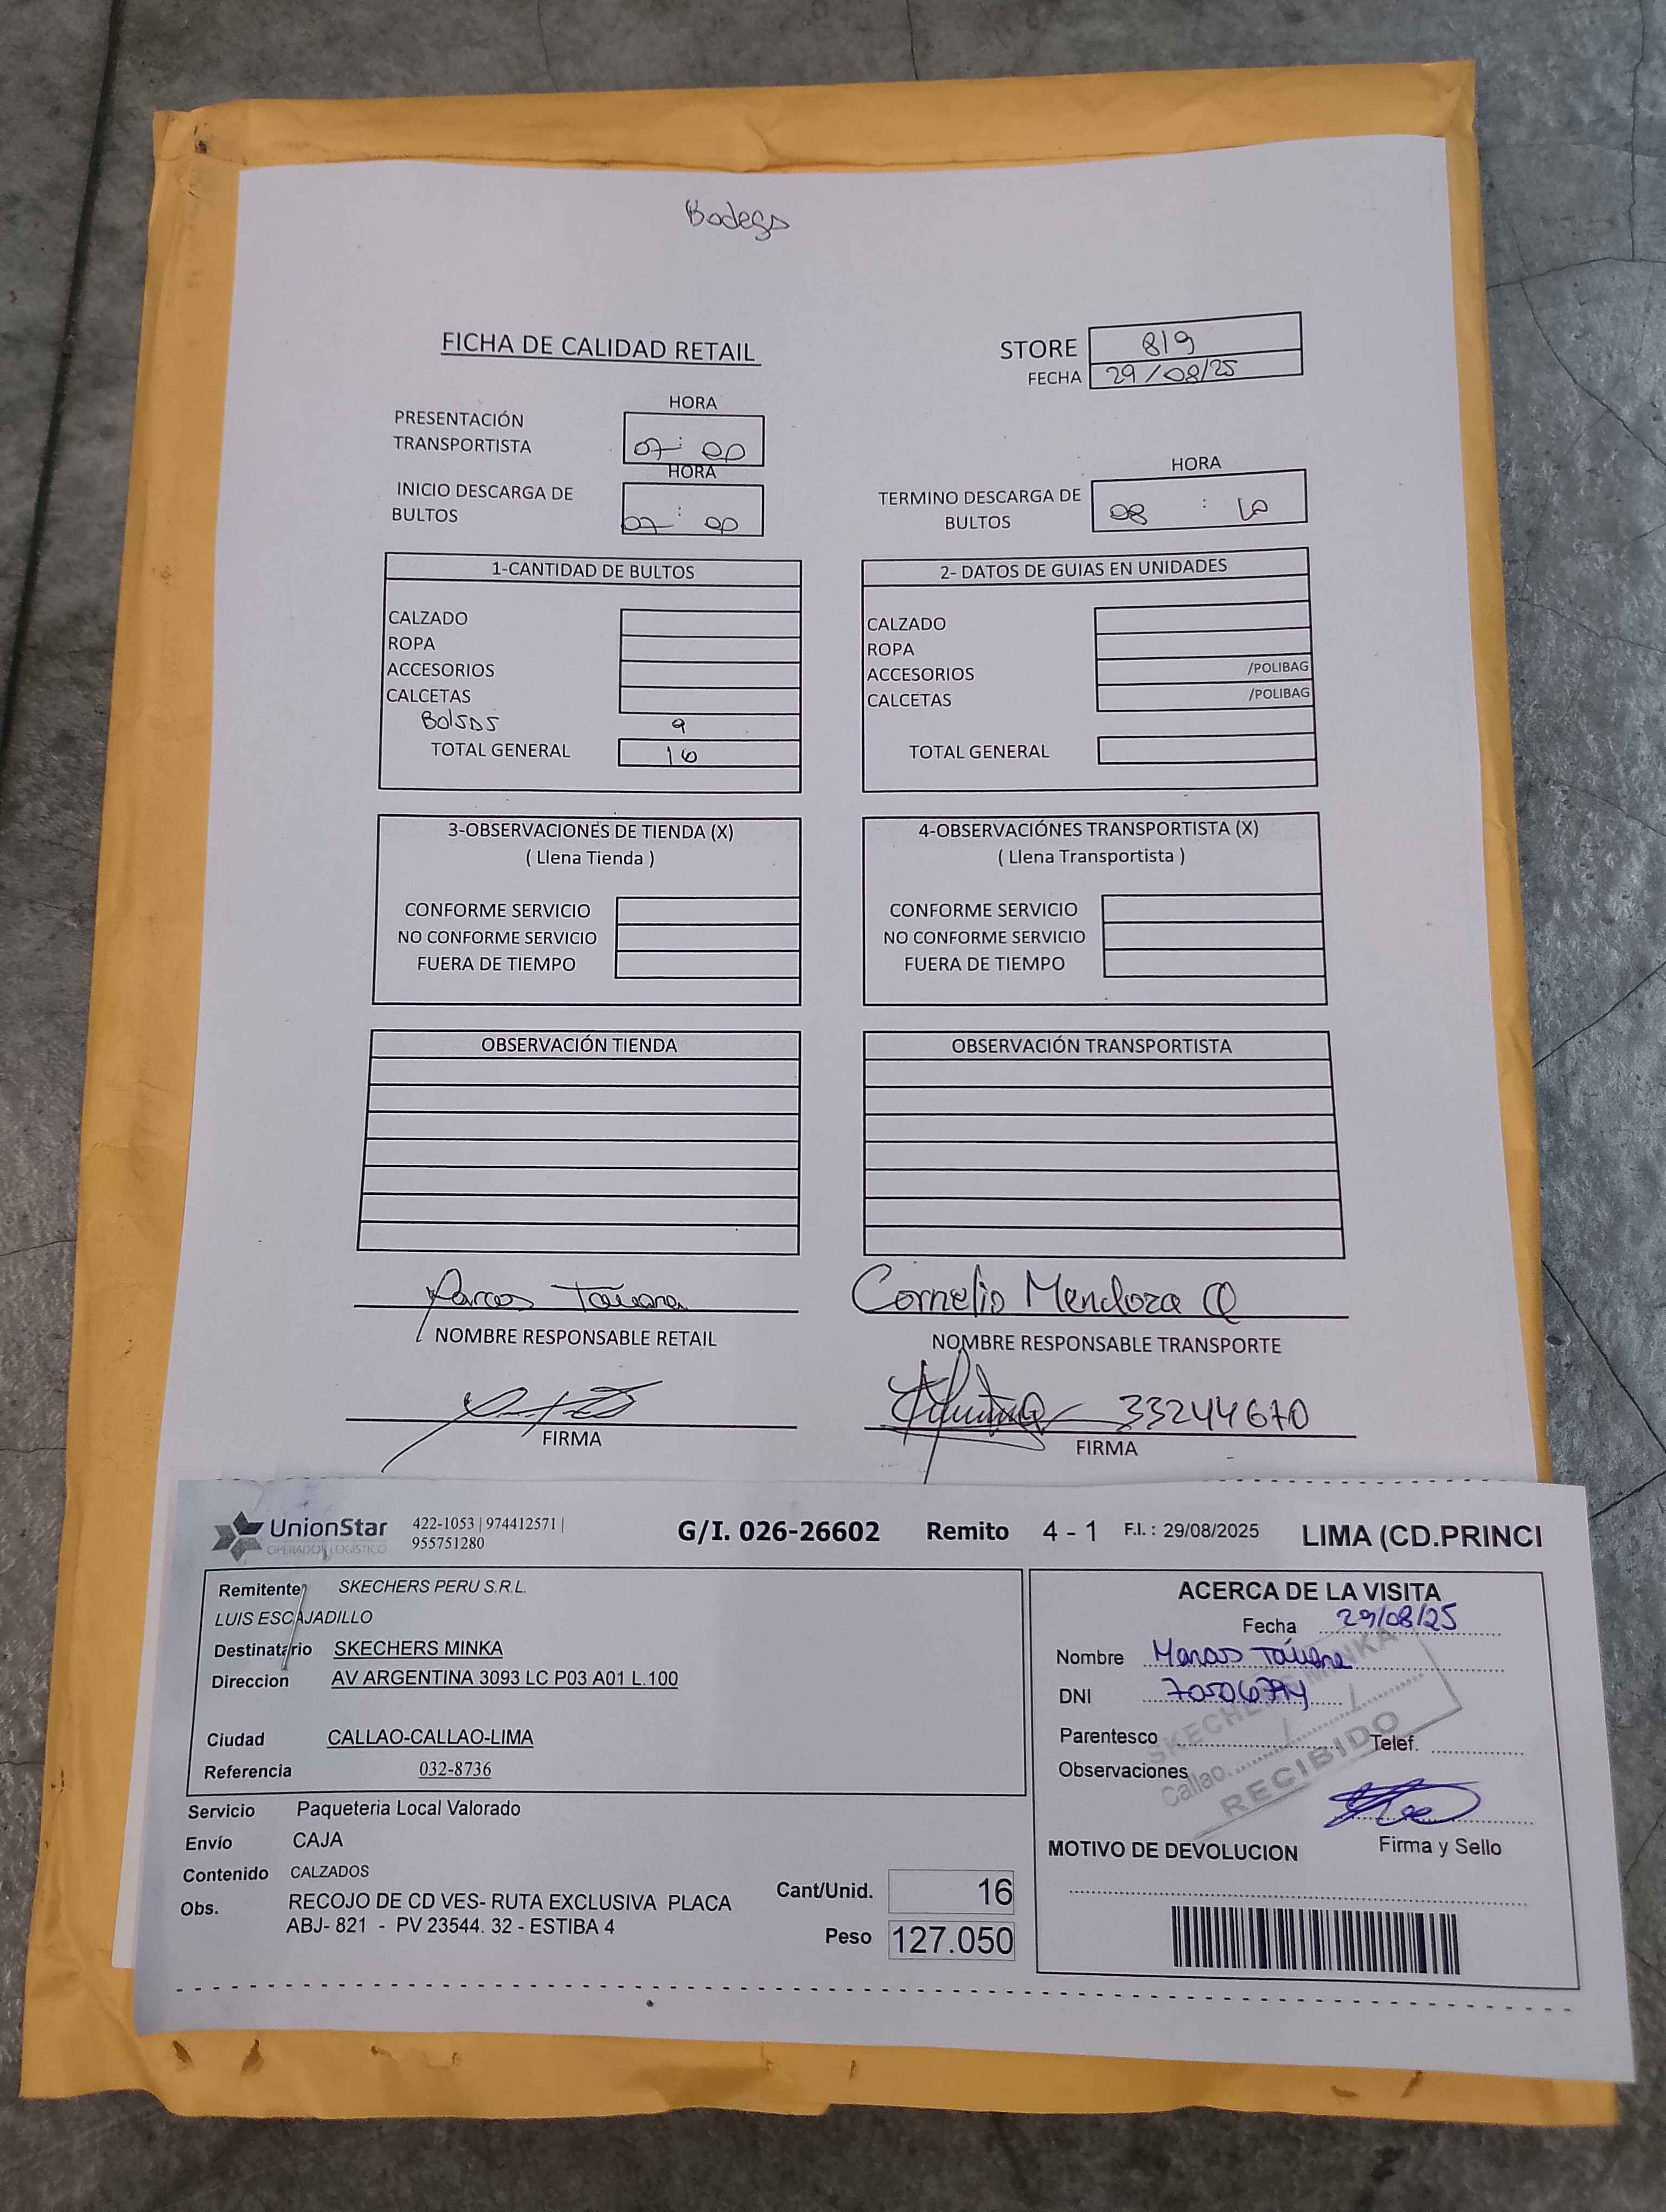 Bodega
FICHA DE CALIDAD RETAIL
STORE 819
FECHA 29/08/25
HORA
PRESENTACIÓN
TRANSPORTISTA 07:00
HORA
INICIO DESCARGA DE
BULTOS 07:00
HORA
TERMINO DESCARGA DE
BULTOS 08:10
1-CANTIDAD DE BULTOS
CALZADO
ROPA
ACCESORIOS
CALCETAS
BOlSAS 9
TOTAL GENERAL 16
2- DATOS DE GUIAS EN UNIDADES
CALZADO
ROPA
ACCESORIOS /POLIBAG
CALCETAS /POLIBAG
TOTAL GENERAL
3-OBSERVACIONES DE TIENDA (X)
( Llena Tienda )
CONFORME SERVICIO
NO CONFORME SERVICIO
FUERA DE TIEMPO
4-OBSERVACIÓNES TRANSPORTISTA (X)
( Llena Transportista )
CONFORME SERVICIO
NO CONFORME SERVICIO
FUERA DE TIEMPO
OBSERVACIÓN TIENDA
OBSERVACIÓN TRANSPORTISTA
NOMBRE RESPONSABLE RETAIL
Cornelio Mendoza Q
NOMBRE RESPONSABLE TRANSPORTE
FIRMA
33244670
FIRMA
UnionStar
OPERADOR LOGÍSTICO
422-1053 | 974412571 |
955751280
G/I. 026-26602 Remito 4 - 1 F.I. : 29/08/2025 LIMA (CD.PRINCI
Remitente SKECHERS PERU S.R.L.
LUIS ESCAJADILLO
Destinatario SKECHERS MINKA
Direccion AV ARGENTINA 3093 LC P03 A01 L.100
Ciudad CALLAO-CALLAO-LIMA
Referencia 032-8736
Servicio Paqueteria Local Valorado
Envío CAJA
Contenido CALZADOS
Obs. RECOJO DE CD VES- RUTA EXCLUSIVA PLACA
ABJ- 821 - PV 23544. 32 - ESTIBA 4
Cant/Unid. 16
Peso 127.050
ACERCA DE LA VISITA
Fecha 29/08/25
Nombre
DNI
Parentesco Telef.
Observaciones
SKECHERS MINKA
Callao
RECIBIDO
Firma y Sello
MOTIVO DE DEVOLUCION